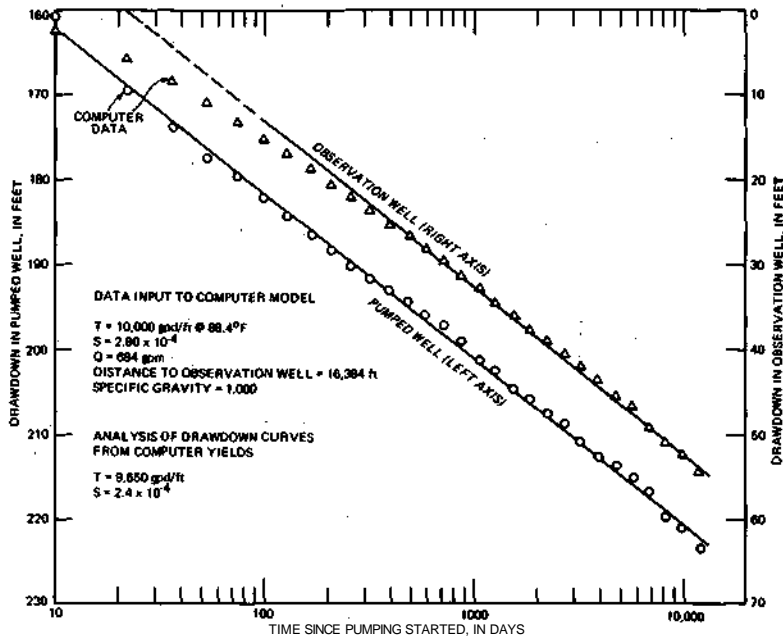 160
170
180
190
200
210
220
230
DRAWDOWN IN PUMPED WELL, IN FEET
COMPUTER
DATA
OBSERVATION WELL (RIGHT AXIS)
PUMPED WELL (LEFT AXIS)
DATA INPUT TO COMPUTER MODEL
T = 10,000 gpd/ft @ 88.4°F
S = 2.80 x 10-4
Q = 684 gpm
DISTANCE TO OBSERVATION WELL = 16,384 ft
SPECIFIC GRAVITY = 1.000
ANALYSIS OF DRAWDOWN CURVES
FROM COMPUTER YIELDS
T = 9,650 gpd/ft
S = 2.4 x 10-4
0
10
20
30
40
50
60
70
DRAWDOWN IN OBSERVATION WELL, IN FEET
10
100
1000
10,000
TIME SINCE PUMPING STARTED, IN DAYS